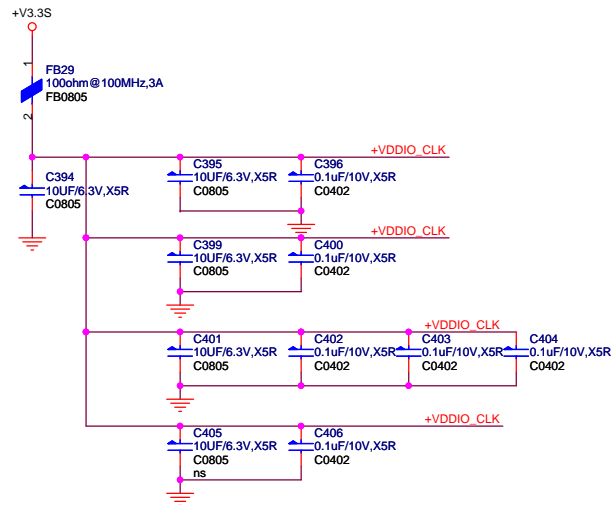 +V3.3S
1
FB29
100ohm@100MHz,3A
FB0805
2
+VDDIO_CLK
C394
10UF/6.3V,X5R
C0805
C395
10UF/6.3V,X5R
C0805
C396
0.1uF/10V,X5R
C0402
+VDDIO_CLK
C399
10UF/6.3V,X5R
C0805
C400
0.1uF/10V,X5R
C0402
+VDDIO_CLK
C401
10UF/6.3V,X5R
C0805
C402
0.1uF/10V,X5R
C0402
C403
0.1uF/10V,X5R
C0402
C404
0.1uF/10V,X5R
C0402
+VDDIO_CLK
C405
10UF/6.3V,X5R
C0805
ns
C406
0.1uF/10V,X5R
C0402